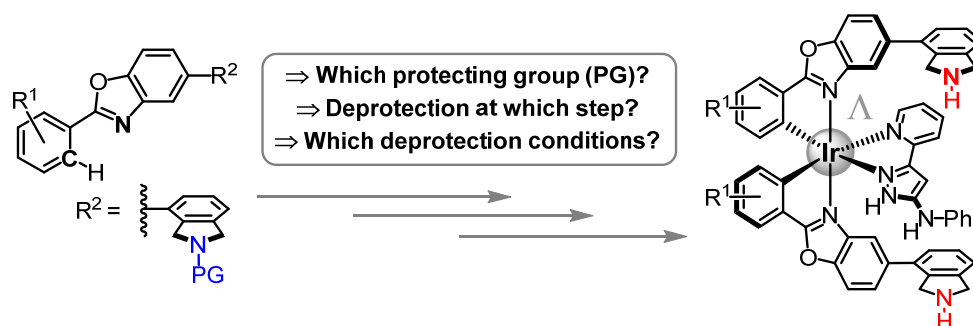 R²
O
N
R¹
C
H
R² =
N
PG
⇒ Which protecting group (PG)?
⇒ Deprotection at which step?
⇒ Which deprotection conditions?
O
N
H
R¹
N
Λ
N
Ir
N
R¹
N
N
H
N
Ph
H
O
N
H